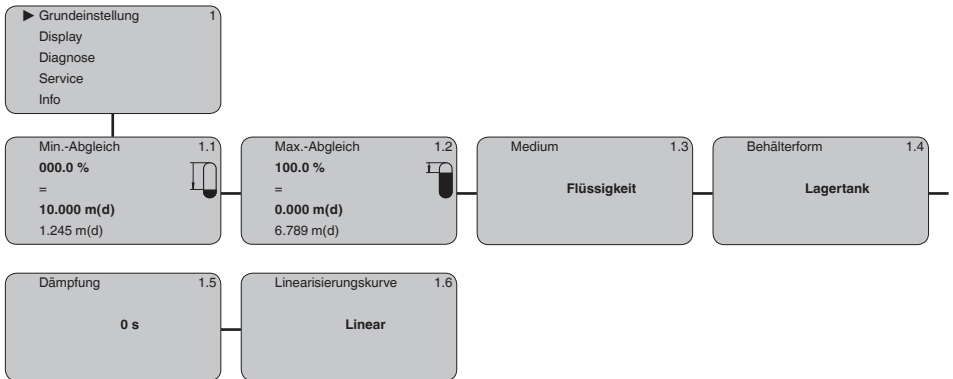 ▶ Grundeinstellung 1
Display
Diagnose
Service
Info
Min.-Abgleich 1.1
000.0 %
=
10.000 m(d)
1.245 m(d)
Max.-Abgleich 1.2
100.0 %
=
0.000 m(d)
6.789 m(d)
Medium 1.3
Flüssigkeit
Behälterform 1.4
Lagertank
Dämpfung 1.5
0 s
Linearisierungskurve 1.6
Linear